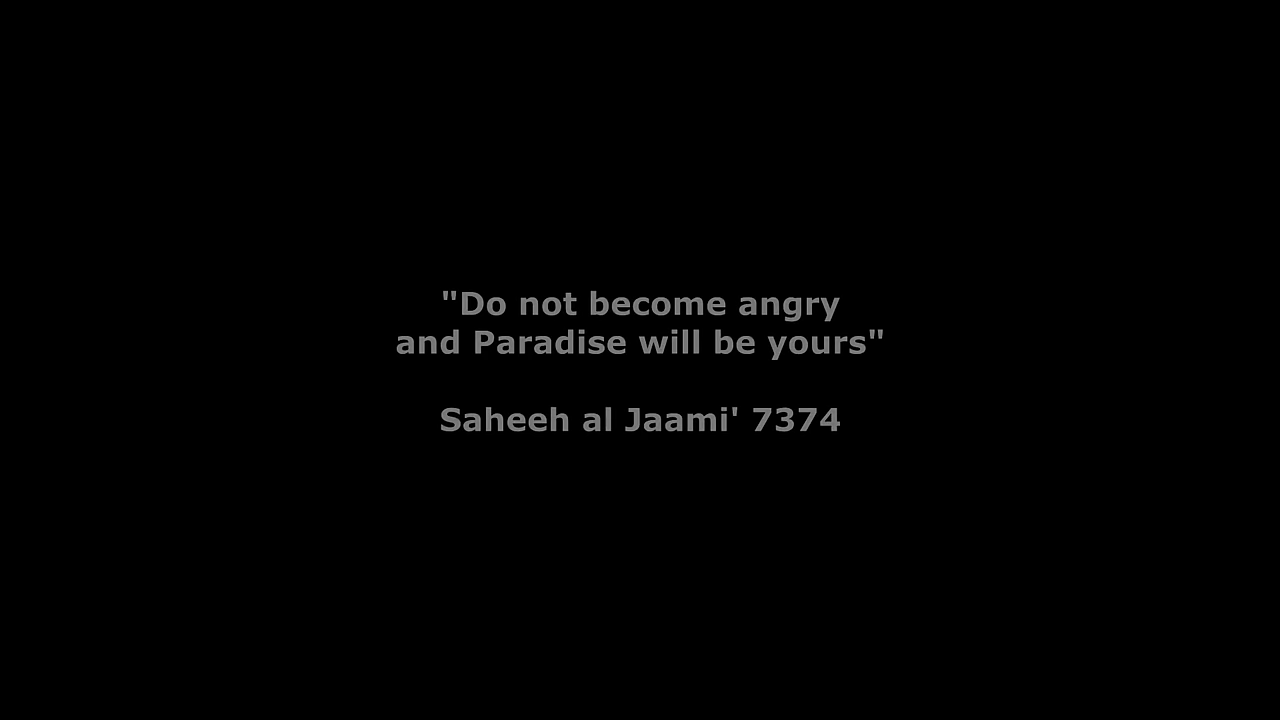 "Do not become angry
and Paradise will be yours"
Saheeh al Jaami' 7374